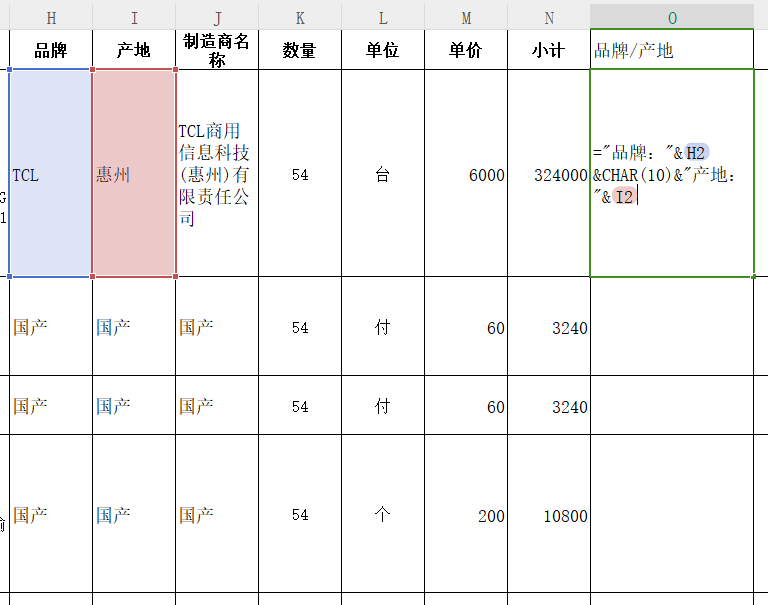 H I J K L M N O
品牌 产地 制造商名称 数量 单位 单价 小计 品牌/产地
TCL 惠州
TCL商用
信息科技
(惠州)有
限责任公
司
54 台 6000 324000
="品牌: "&H2
&CHAR(10)&"产地:
"&I2
G
1
国产 国产 国产 54 付 60 3240
国产 国产 国产 54 付 60 3240
国产 国产 国产 54 个 200 10800